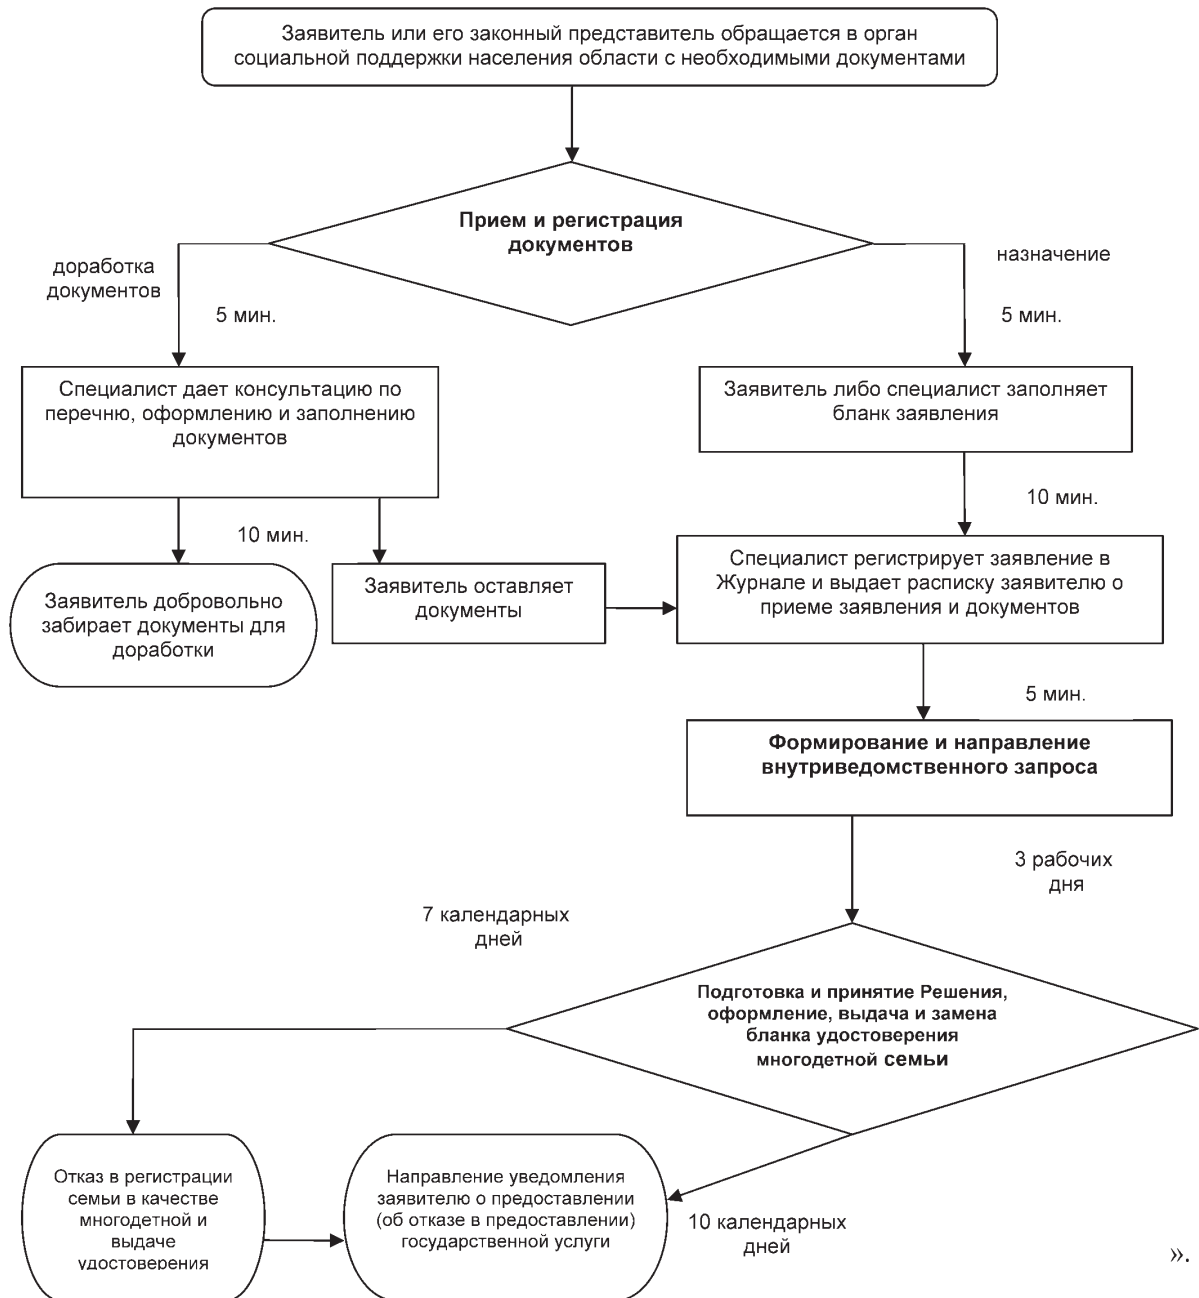 Заявитель или его законный представитель обращается в орган
социальной поддержки населения области с необходимыми документами
Прием и регистрация
документов
доработка
документов
5 мин.
назначение
5 мин.
Специалист дает консультацию по
перечню, оформлению и заполнению
документов
Заявитель либо специалист заполняет
бланк заявления
10 мин.
10 мин.
Заявитель добровольно
забирает документы для
доработки
Заявитель оставляет
документы
Специалист регистрирует заявление в
Журнале и выдает расписку заявителю о
приеме заявления и документов
5 мин.
Формирование и направление
внутриведомственного запроса
3 рабочих
дня
7 календарных
дней
Подготовка и принятие Решения,
оформление, выдача и замена
бланка удостоверения
многодетной семьи
Отказ в регистрации
семьи в качестве
многодетной и
выдаче
удостоверения
Направление уведомления
заявителю о предоставлении
(об отказе в предоставлении)
государственной услуги
10 календарных
дней
».